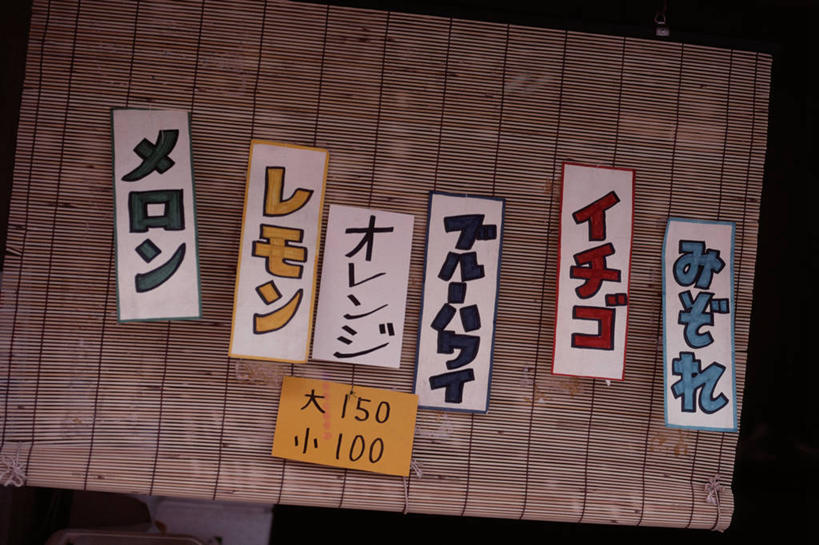 メロン
レモン
オレンジ
ブルーハワイ
イチゴ
みぞれ
大 150
小 100